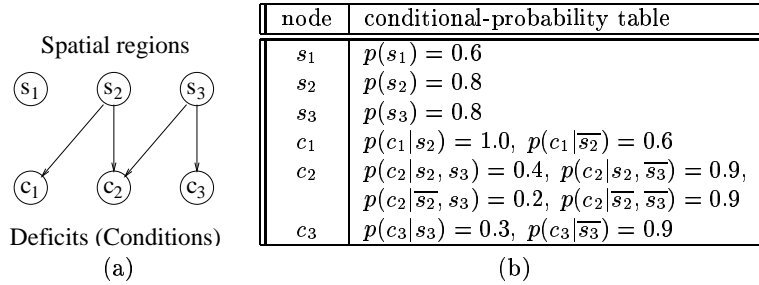 Spatial regions
s1 s2 s3
c1 c2 c3
Deficits (Conditions)
(a)
node conditional-probability table
s1 p(s1) = 0.6
s2 p(s2) = 0.8
s3 p(s3) = 0.8
c1 p(c1|s2) = 1.0, p(c1|s̅2̅) = 0.6
c2 p(c2|s2, s3) = 0.4, p(c2|s2, s̅3̅) = 0.9,
p(c2|s̅2̅, s3) = 0.2, p(c2|s̅2̅, s̅3̅) = 0.9
c3 p(c3|s3) = 0.3, p(c3|s̅3̅) = 0.9
(b)